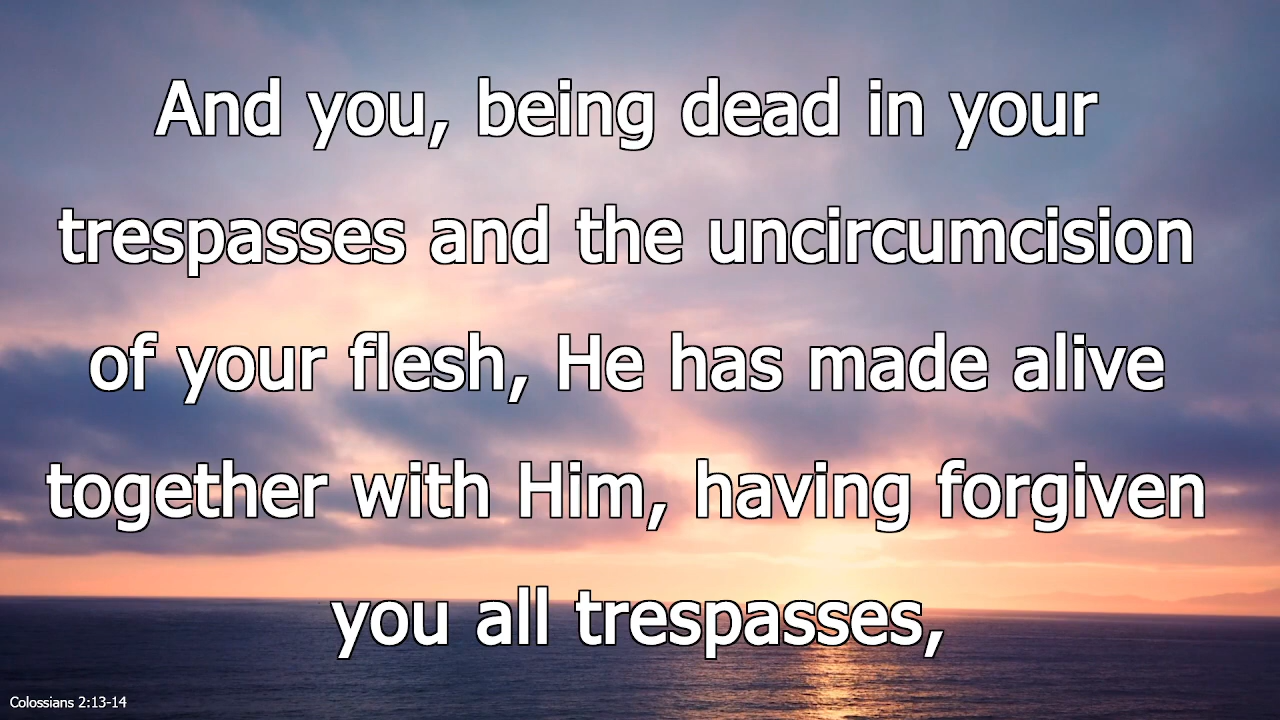 And you, being dead in your
trespasses and the uncircumcision
of your flesh, He has made alive
together with Him, having forgiven
you all trespasses,
Colossians 2:13-14